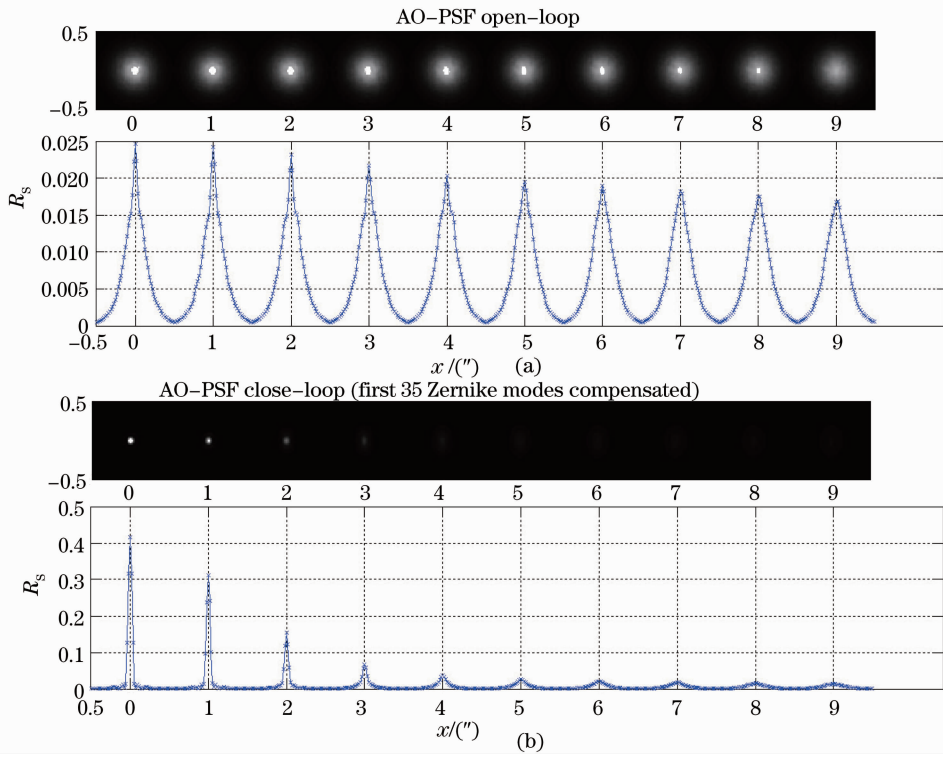 AO-PSF open-loop
0.5
-0.5
0 1 2 3 4 5 6 7 8 9
0.025
0.020
0.015
0.010
0.005
0
Rs
-0.5 0 1 2 3 4 5 6 7 8 9
x /(″) (a)
AO-PSF close-loop (first 35 Zernike modes compensated)
0.5
-0.5
0 1 2 3 4 5 6 7 8 9
0.5
0.4
0.3
0.2
0.1
0
Rs
0.5 0 1 2 3 4 5 6 7 8 9
x/(″)
(b)